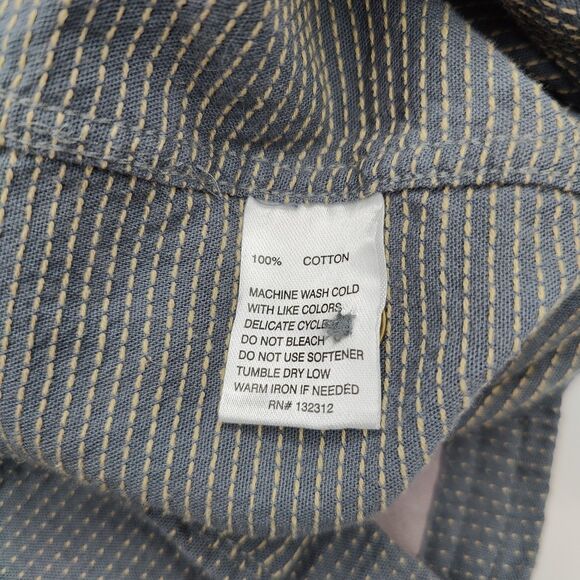 100% COTTON
MACHINE WASH COLD
WITH LIKE COLORS
DELICATE CYCLE
DO NOT BLEACH
DO NOT USE SOFTENER
TUMBLE DRY LOW
WARM IRON IF NEEDED
RN# 132312